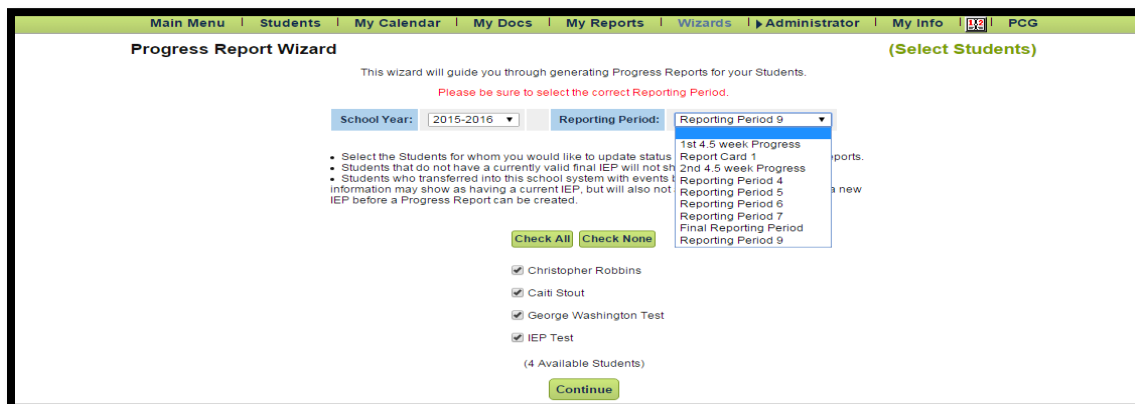 Main Menu | Students | My Calendar | My Docs | My Reports | Wizards | ▶Administrator | My Info | | PCG
Progress Report Wizard (Select Students)
This wizard will guide you through generating Progress Reports for your Students.
Please be sure to select the correct Reporting Period.
School Year: 2015-2016 Reporting Period: Reporting Period 9
1st 4.5 week Progress
Report Card 1
2nd 4.5 week Progress
Reporting Period 4
Reporting Period 5
Reporting Period 6
Reporting Period 7
Final Reporting Period
Reporting Period 9
• Select the Students for whom you would like to update status
• Students that do not have a currently valid final IEP will not
• Students who transferred into this school system with events
information may show as having a current IEP, but will also not a new
IEP before a Progress Report can be created.
Check All Check None
Christopher Robbins
Caiti Stout
George Washington Test
IEP Test
(4 Available Students)
Continue